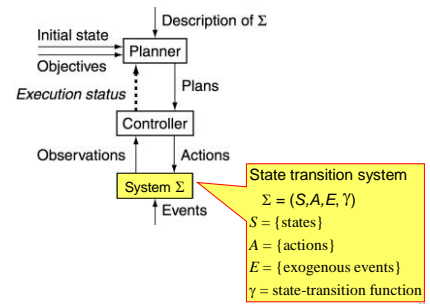 Description of Σ
Initial state
Planner
Objectives
Execution status
Plans
Controller
Observations
Actions
System Σ
Events
State transition system
Σ = (S,A,E,γ)
S = {states}
A = {actions}
E = {exogenous events}
γ = state-transition function